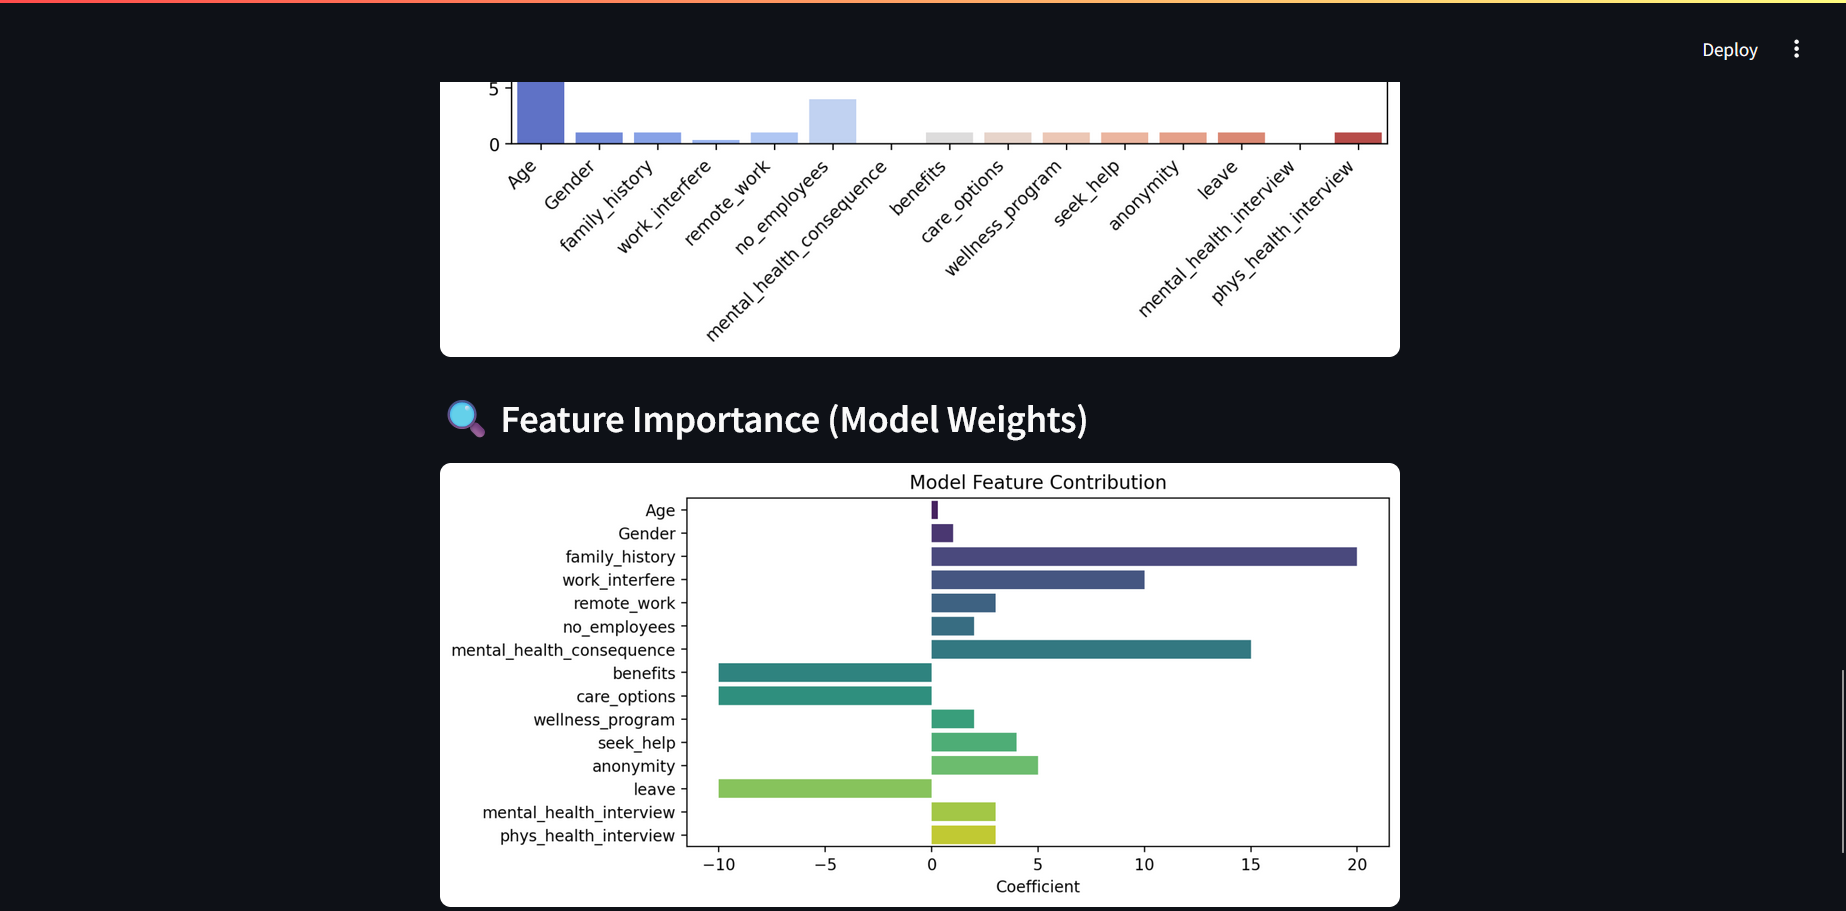 Deploy
5
0
Age
Gender
family_history
work_interfere
remote_work
no_employees
mental_health_consequence
benefits
care_options
wellness_program
seek_help
anonymity
leave
mental_health_interview
phys_health_interview
Feature Importance (Model Weights)
Model Feature Contribution
Age
Gender
family_history
work_interfere
remote_work
no_employees
mental_health_consequence
benefits
care_options
wellness_program
seek_help
anonymity
leave
mental_health_interview
phys_health_interview
−10 −5 0 5 10 15 20
Coefficient